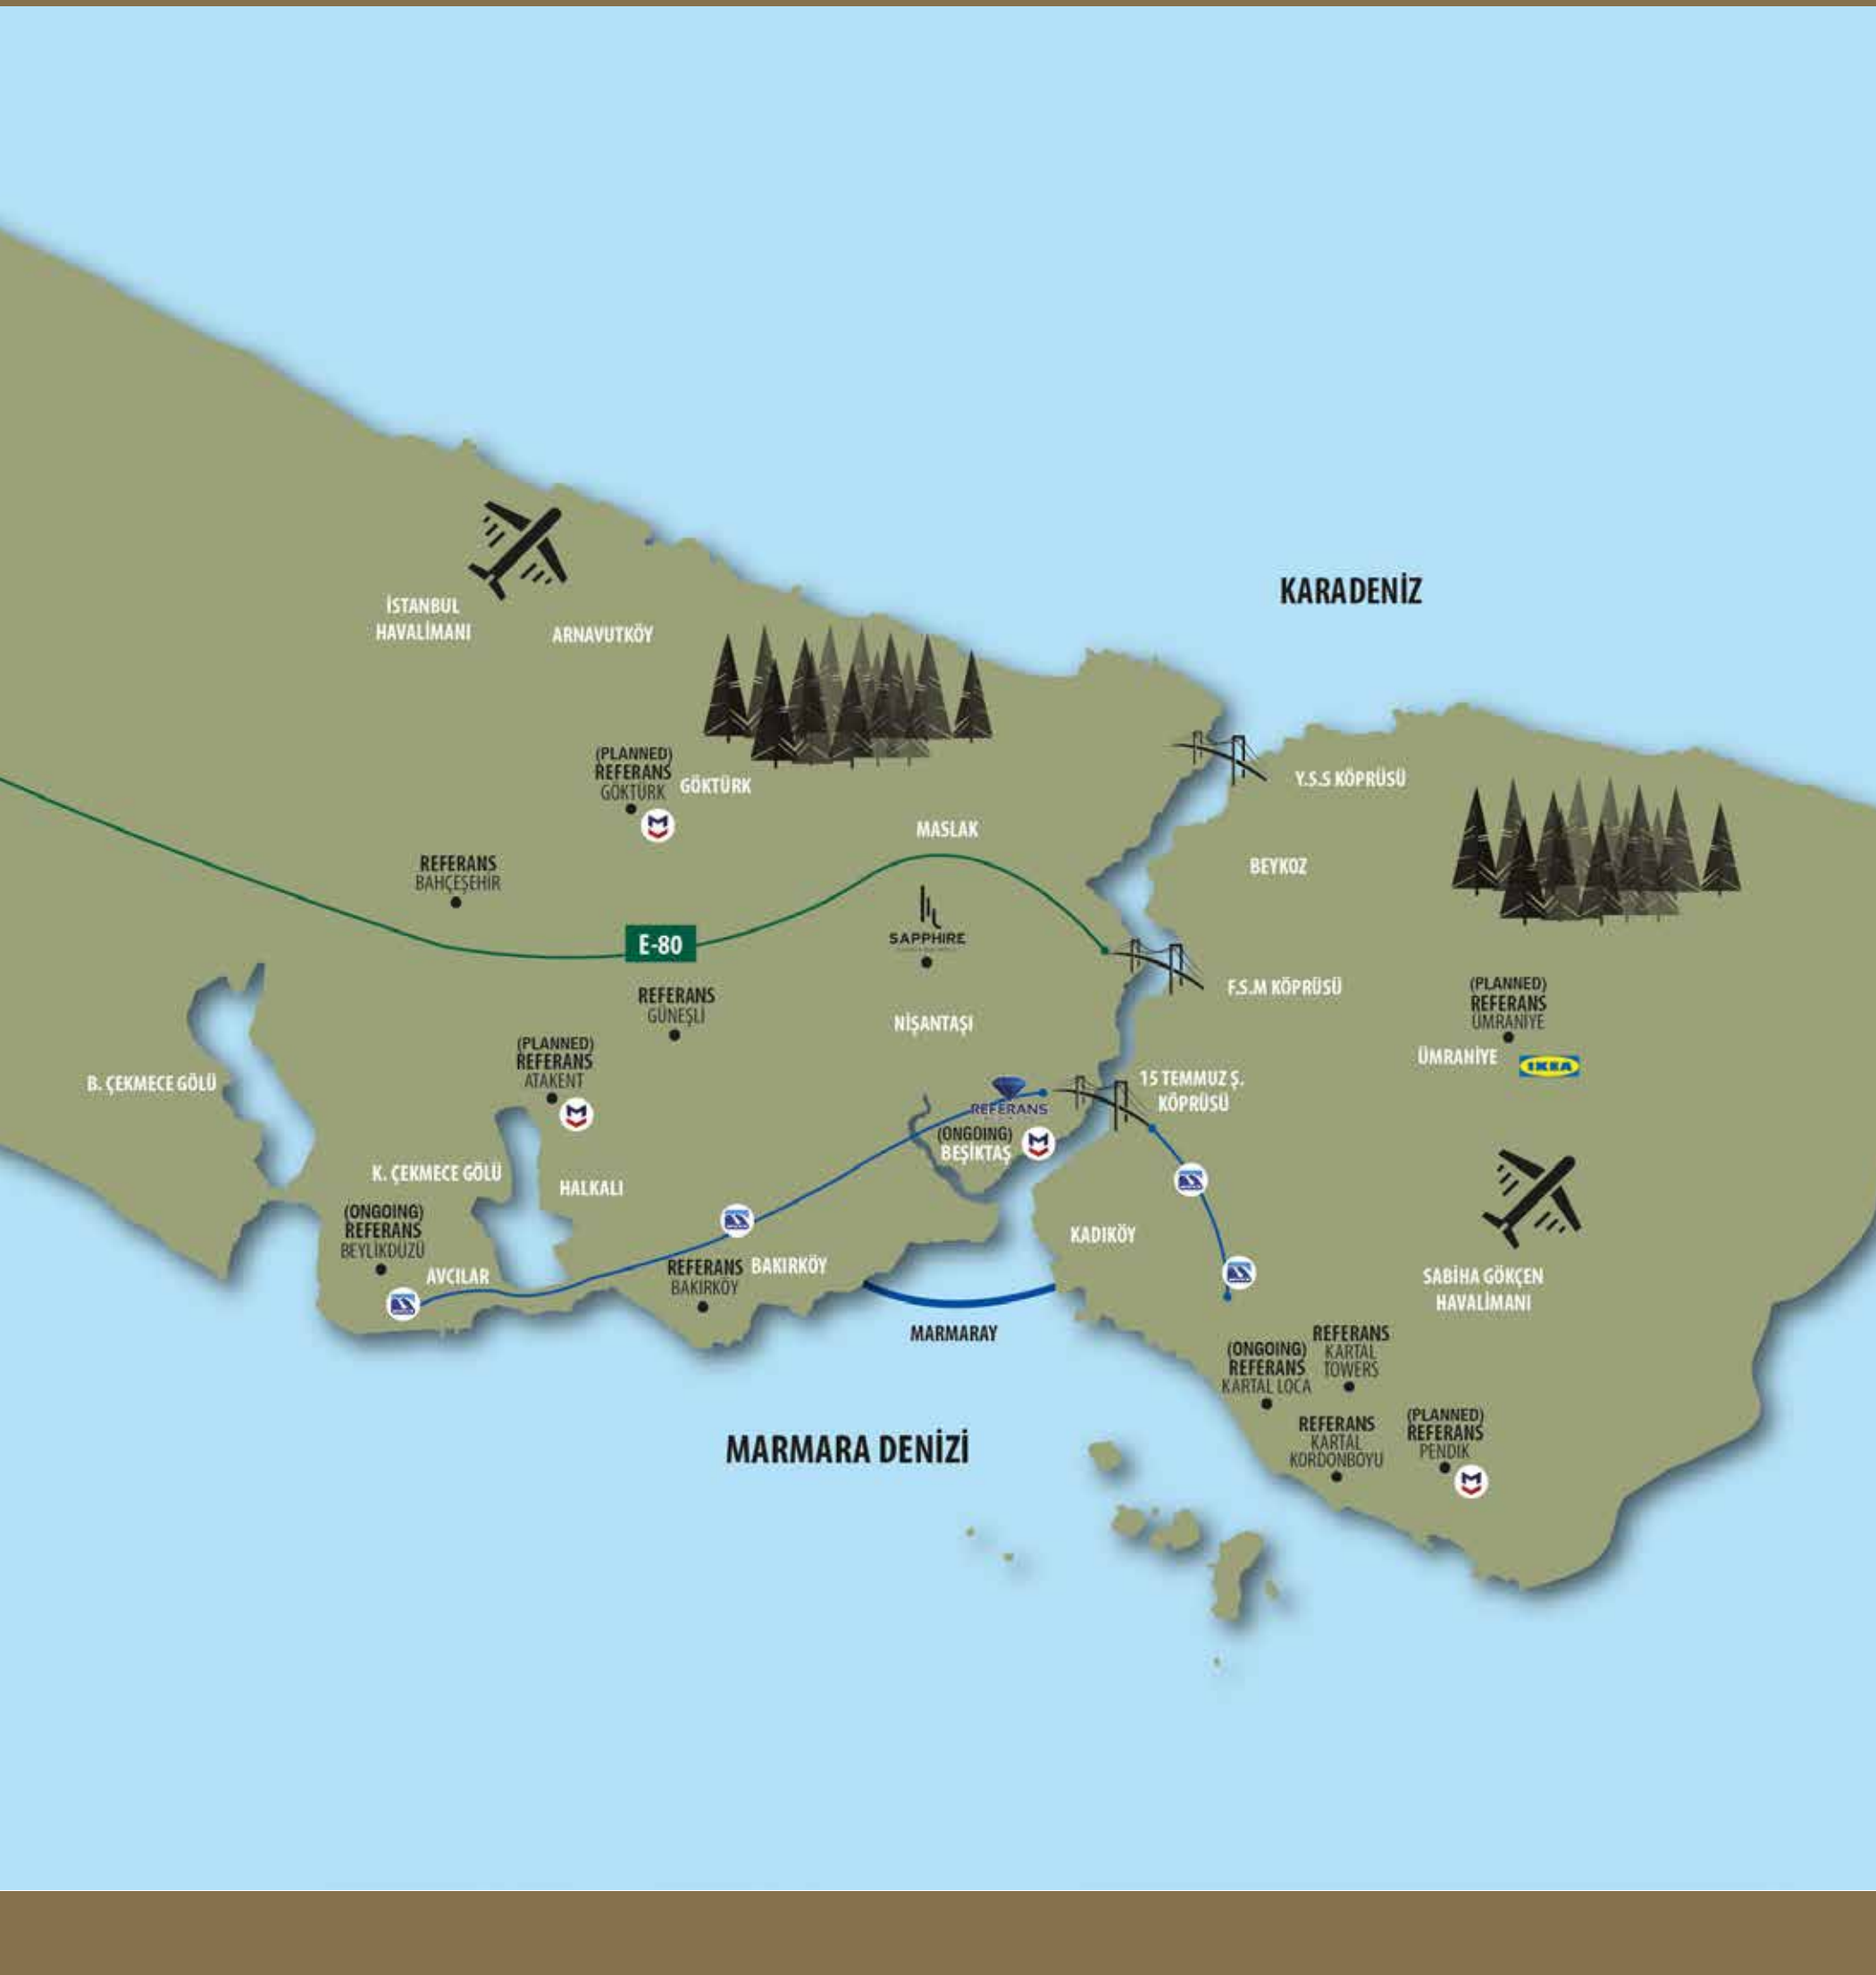 KARADENİZ
İSTANBUL
HAVALİMANI
ARNAVUTKÖY
(PLANNED)
REFERANS
GÖKTÜRK
GÖKTÜRK
Y.S.S KÖPRÜSÜ
MASLAK
BEYKOZ
REFERANS
BAHÇEŞEHİR
SAPPHIRE
E-80
F.S.M KÖPRÜSÜ
(PLANNED)
REFERANS
ÜMRANİYE
REFERANS
GÜNEŞLİ
NİŞANTAŞI
(PLANNED)
REFERANS
ATAKENT
ÜMRANİYE
IKEA
B. ÇEKMECE GÖLÜ
15 TEMMUZ Ş.
KÖPRÜSÜ
REFERANS
(ONGOING)
BEŞİKTAŞ
K. ÇEKMECE GÖLÜ
HALKALI
(ONGOING)
REFERANS
BEYLİKDÜZÜ
KADIKÖY
AVCILAR
REFERANS
BAKIRKÖY
BAKIRKÖY
SABİHA GÖKÇEN
HAVALİMANI
MARMARAY
(ONGOING)
REFERANS
KARTAL LOCA
REFERANS
KARTAL
TOWERS
REFERANS
KARTAL
KORDONBOYU
(PLANNED)
REFERANS
PENDİK
MARMARA DENİZİ